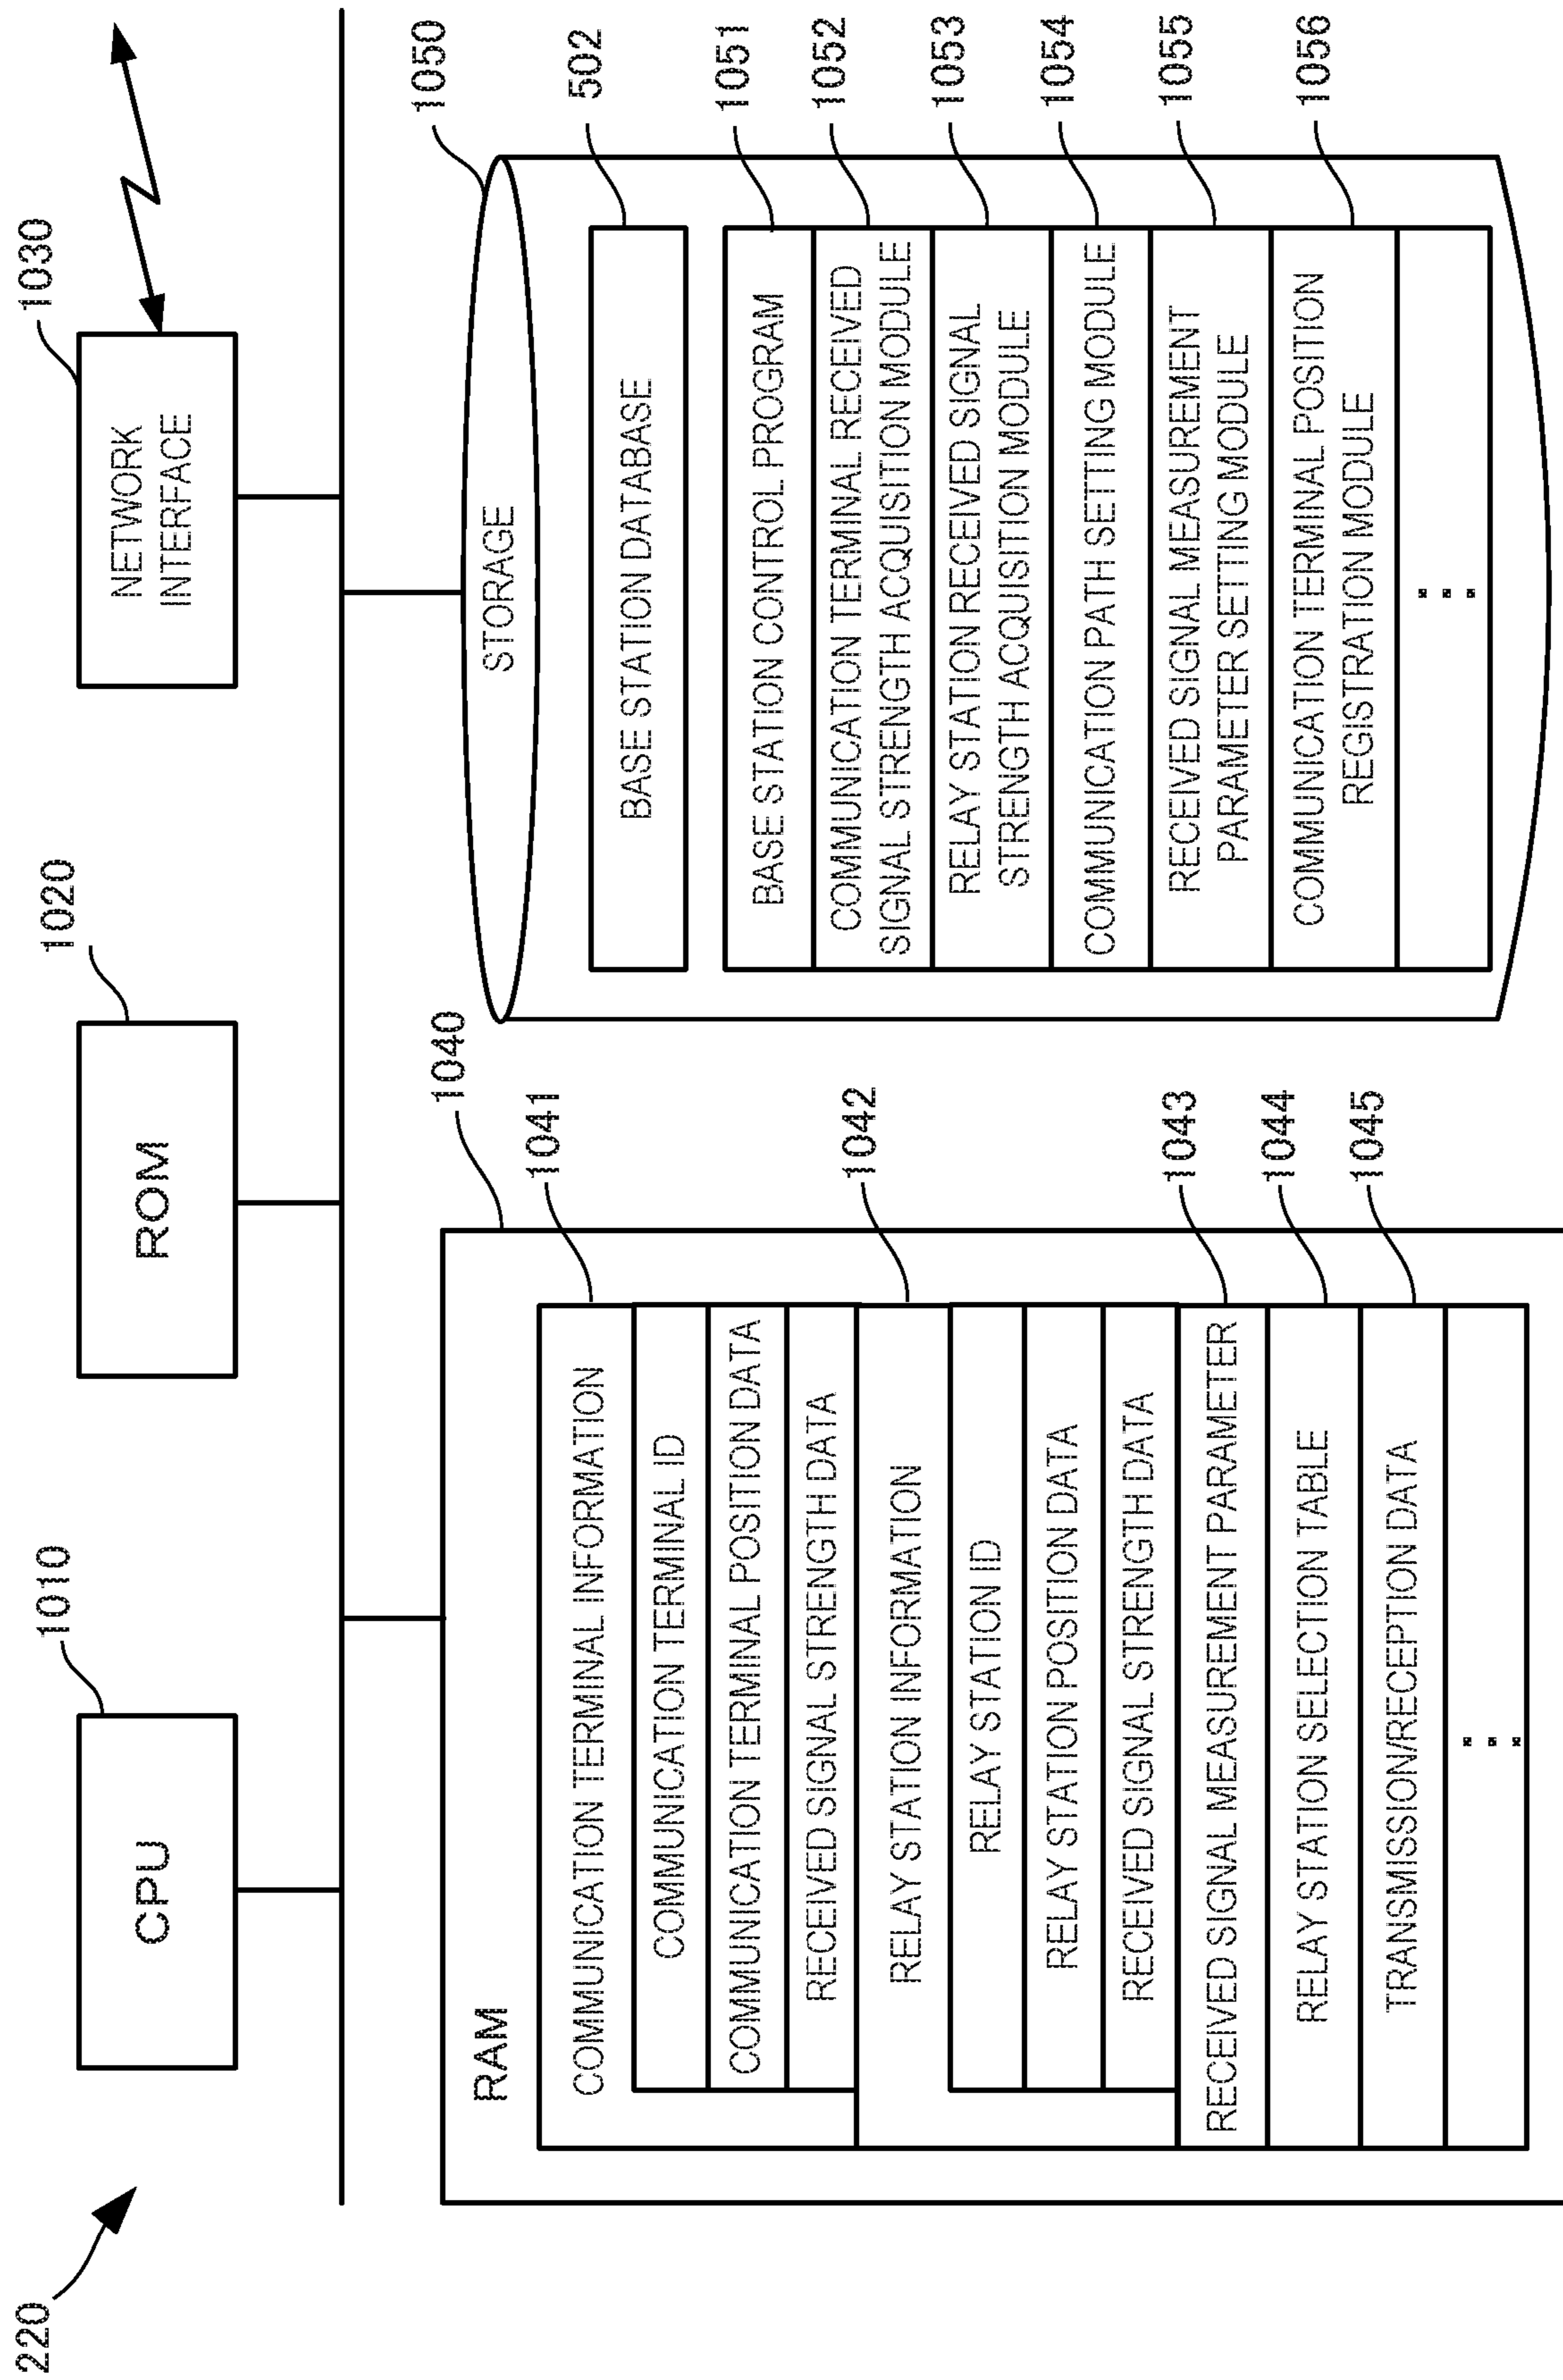 220
1010
CPU
1020
ROM
1030
NETWORK
INTERFACE
RAM
1040
COMMUNICATION TERMINAL INFORMATION
1041
COMMUNICATION TERMINAL ID
COMMUNICATION TERMINAL POSITION DATA
RECEIVED SIGNAL STRENGTH DATA
RELAY STATION INFORMATION
1042
RELAY STATION ID
RELAY STATION POSITION DATA
RECEIVED SIGNAL STRENGTH DATA
RECEIVED SIGNAL MEASUREMENT PARAMETER
1043
RELAY STATION SELECTION TABLE
1044
TRANSMISSION/RECEPTION DATA
1045
...
STORAGE
1050
BASE STATION DATABASE
502
BASE STATION CONTROL PROGRAM
1051
COMMUNICATION TERMINAL RECEIVED
SIGNAL STRENGTH ACQUISITION MODULE
1052
RELAY STATION RECEIVED SIGNAL
STRENGTH ACQUISITION MODULE
1053
COMMUNICATION PATH SETTING MODULE
1054
RECEIVED SIGNAL MEASUREMENT
PARAMETER SETTING MODULE
1055
COMMUNICATION TERMINAL POSITION
REGISTRATION MODULE
1056
...